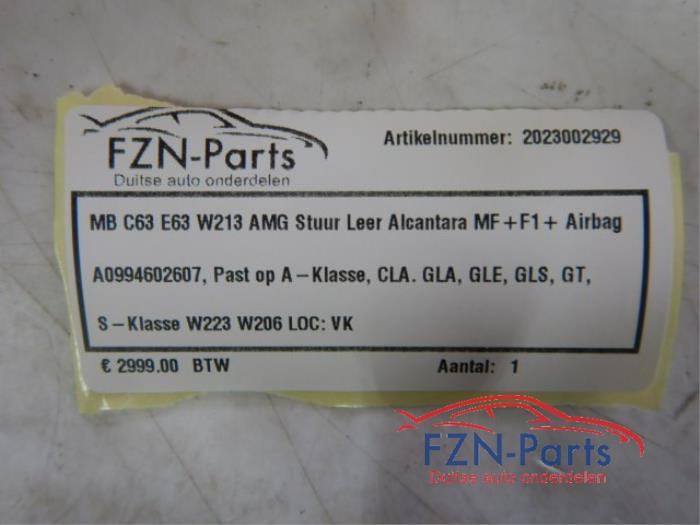 FZN-Parts
Duitse auto onderdelen
Artikelnummer: 2023002929
MB C63 E63 W213 AMG Stuur Leer Alcantara MF+F1+ Airbag
A0994602607, Past op A-Klasse, CLA. GLA, GLE, GLS, GT,
S-Klasse W223 W206 LOC: VK
€ 2999.00 BTW
Aantal: 1
FZN-Parts
Duitse auto onderdelen